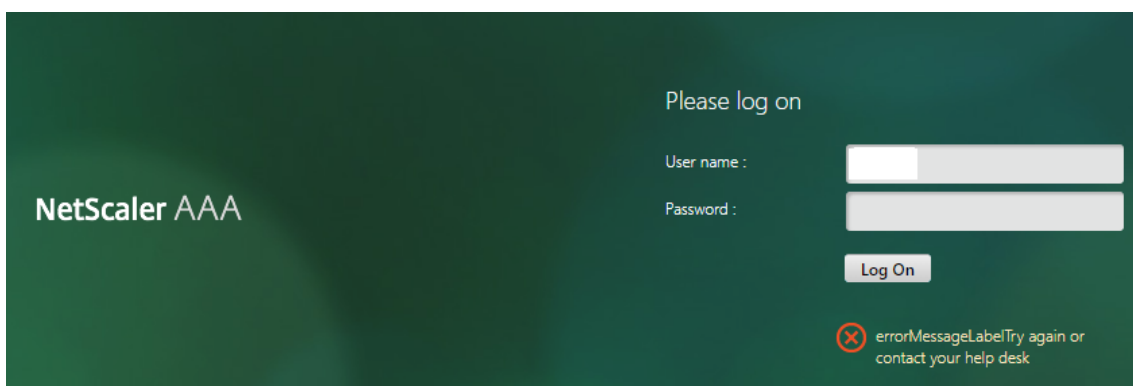 Please log on
User name :
Password :
NetScaler AAA
Log On
errorMessageLabelTry again or
contact your help desk